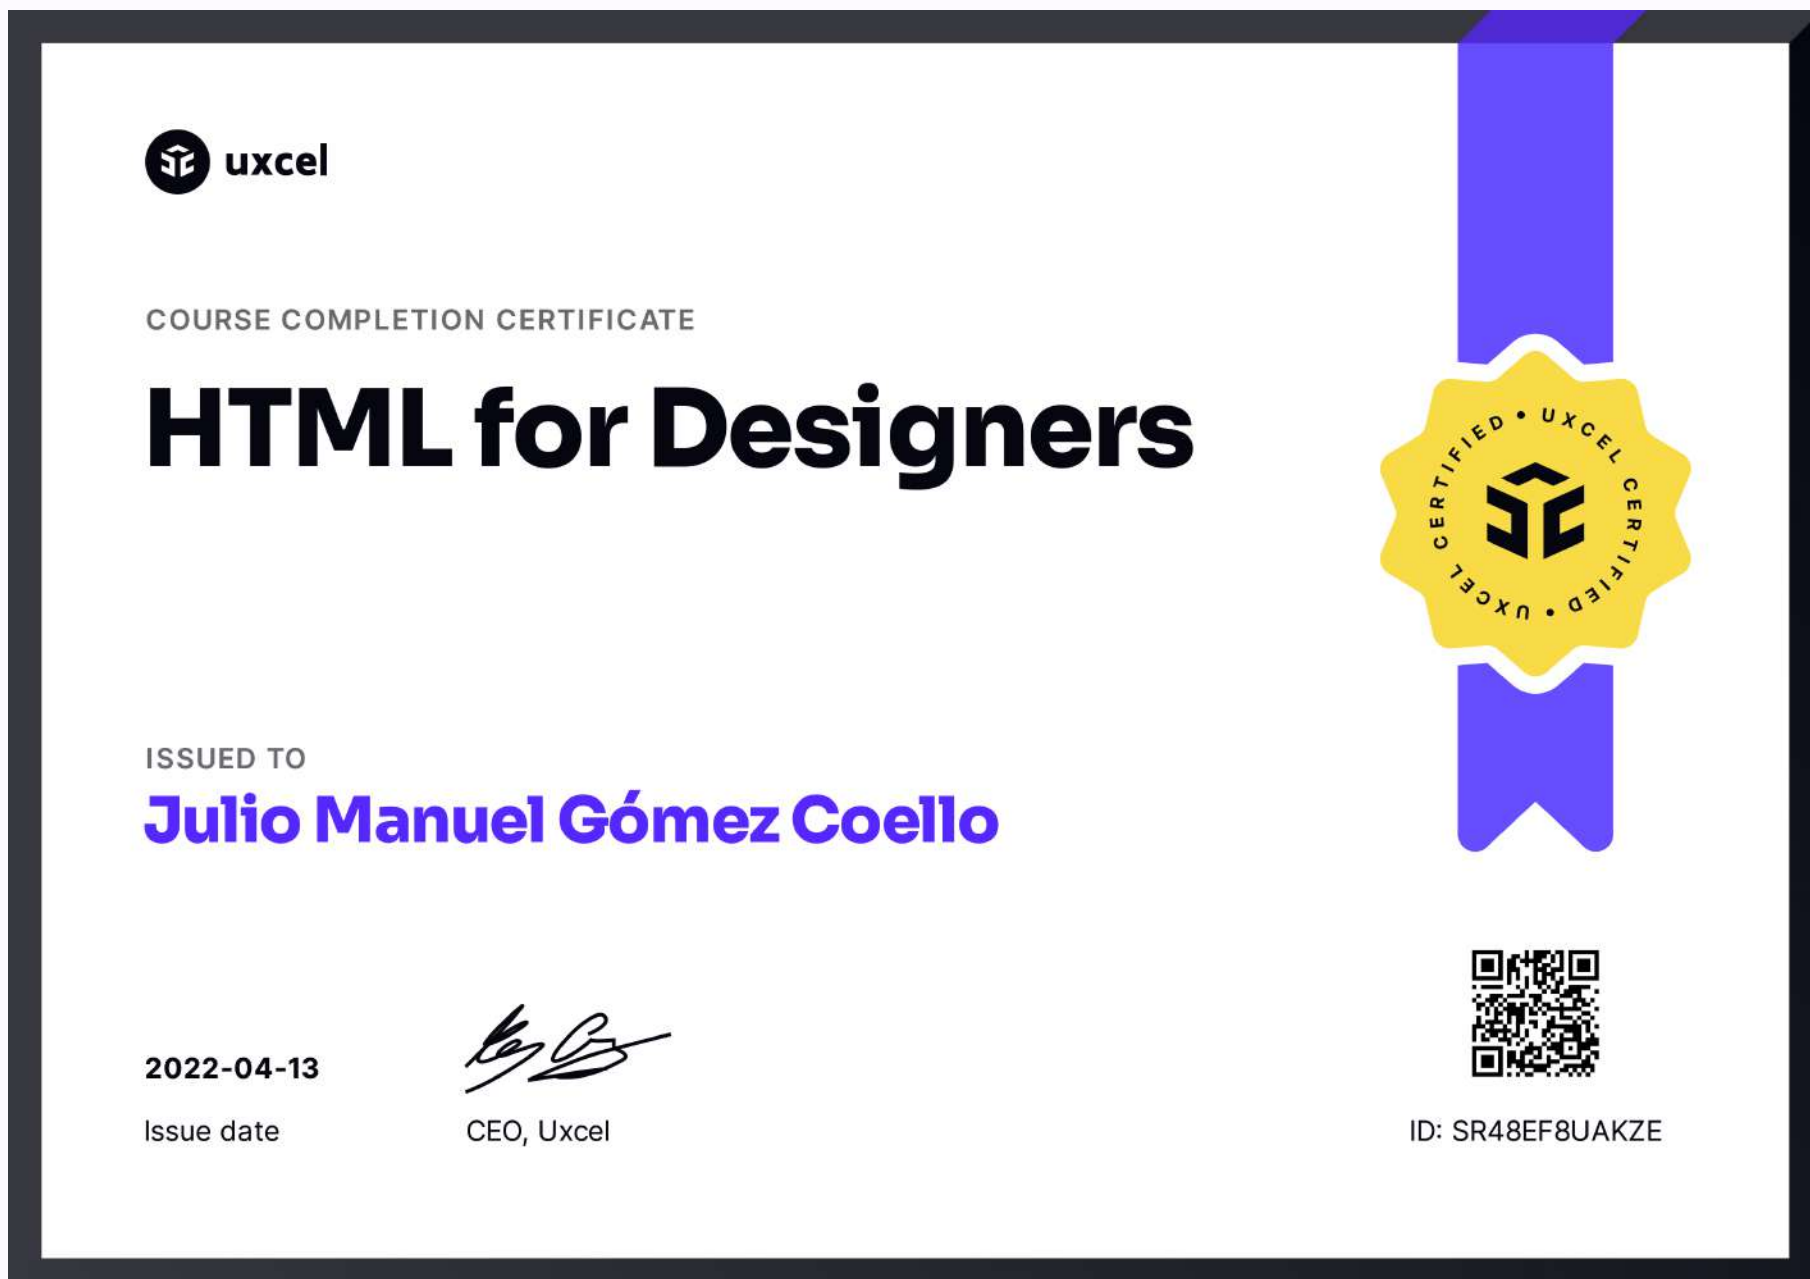 uxcel
COURSE COMPLETION CERTIFICATE
HTML for Designers
UXCEL CERTIFIED • UXCEL CERTIFIED •
ISSUED TO
Julio Manuel Gómez Coello
2022-04-13
Issue date
CEO, Uxcel
ID: SR48EF8UAKZE